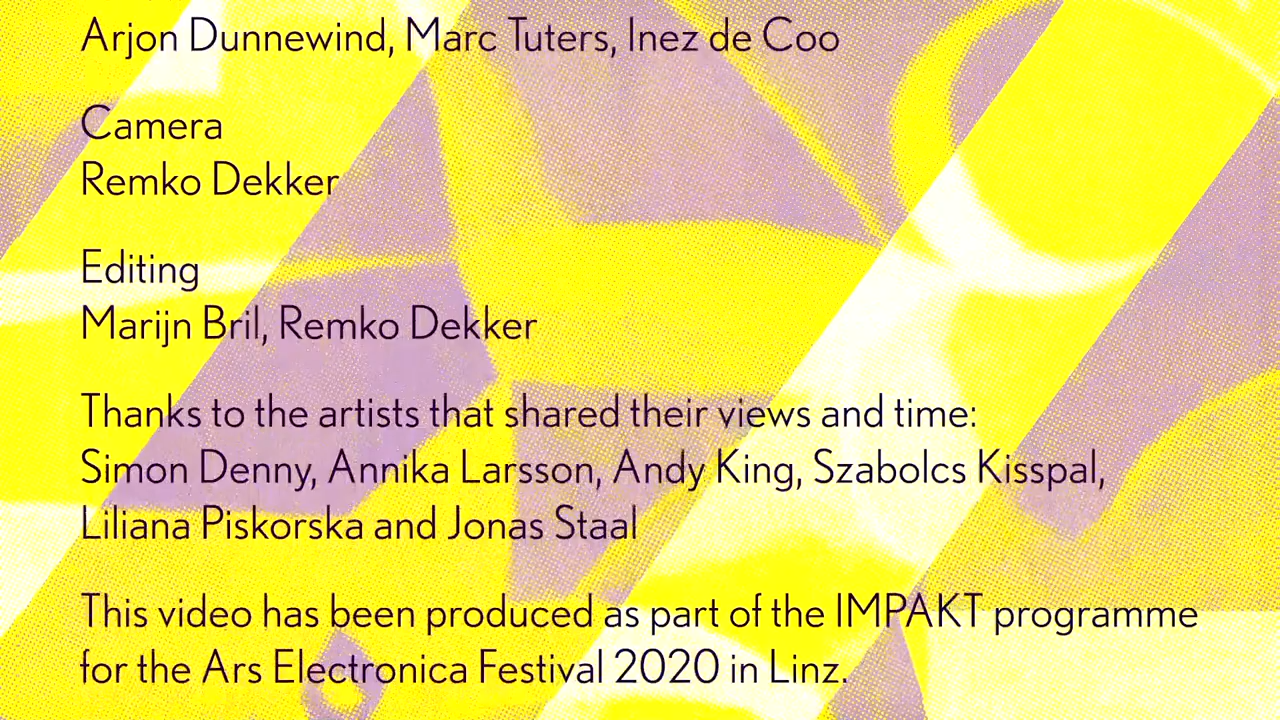 Arjon Dunnewind, Marc Tuters, Inez de Coo
Camera
Remko Dekker
Editing
Marijn Bril, Remko Dekker
Thanks to the artists that shared their views and time:
Simon Denny, Annika Larsson, Andy King, Szabolcs Kisspal,
Liliana Piskorska and Jonas Staal
This video has been produced as part of the IMPAKT programme
for the Ars Electronica Festival 2020 in Linz.